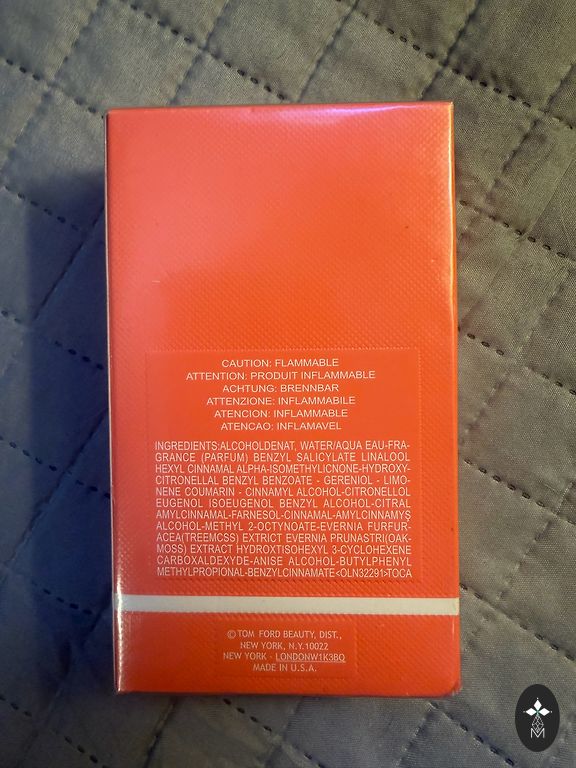 CAUTION: FLAMMABLE
ATTENTION: PRODUIT INFLAMMABLE
ACHTUNG: BRENNBAR
ATTENZIONE: INFLAMMABILE
ATENCION: INFLAMMABLE
ATENCAO: INFLAMAVEL
INGREDIENTS:ALCOHOLDENAT, WATER/AQUA EAU-FRA-
GRANCE (PARFUM) BENZYL SALICYLATE LINALOOL
HEXYL CINNAMAL ALPHA-ISOMETHYLICNONE-HYDROXY-
CITRONELLAL BENZYL BENZOATE - GERENIOL - LIMO-
NENE COUMARIN - CINNAMYL ALCOHOL-CITRONELLOL
EUGENOL ISOEUGENOL BENZYL ALCOHOL-CITRAL
AMYLCINNAMAL-FARNESOL-CINNAMAL-AMYLCINNAMYS
ALCOHOL-METHYL 2-OCTYNOATE-EVERNIA FURFUR-
ACEA(TREEMCSS) EXTRICT EVERNIA PRUNASTRI(OAK-
MOSS) EXTRACT HYDROXTISOHEXYL 3-CYCLOHEXENE
CARBOXALDEXYDE-ANISE ALCOHOL-BUTYLPHENYL
METHYLPROPIONAL-BENZYLCINNAMATE<OLN32291>TOCA
© TOM FORD BEAUTY, DIST.,
NEW YORK, N.Y.10022
NEW YORK - LONDONW1K3BQ
MADE IN U.S.A.
M